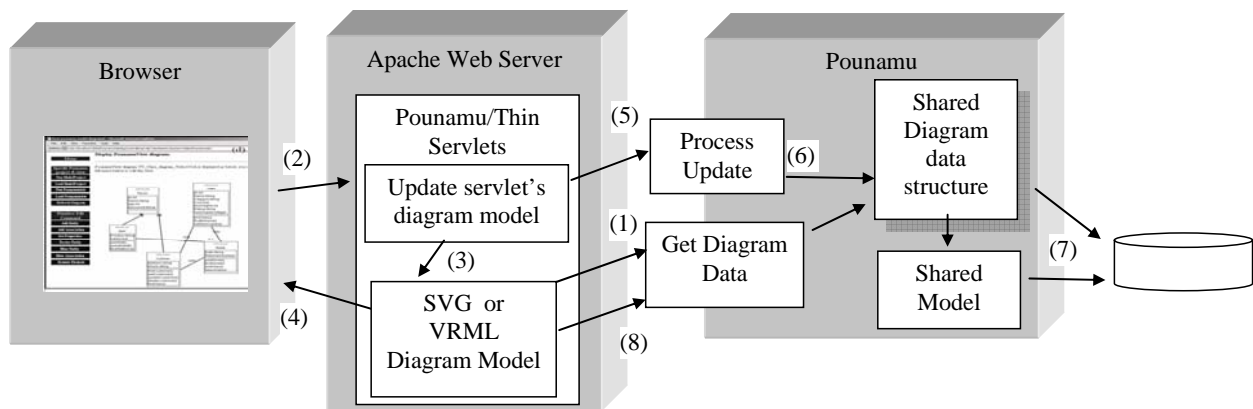 Browser
(2)
(4)
Apache Web Server
Pounamu/Thin
Servlets
Update servlet's
diagram model
(3)
SVG or
VRML
Diagram Model
(5)
(1)
(8)
Pounamu
Process
Update
(6)
Get Diagram
Data
Shared
Diagram
data
structure
Shared
Model
(7)